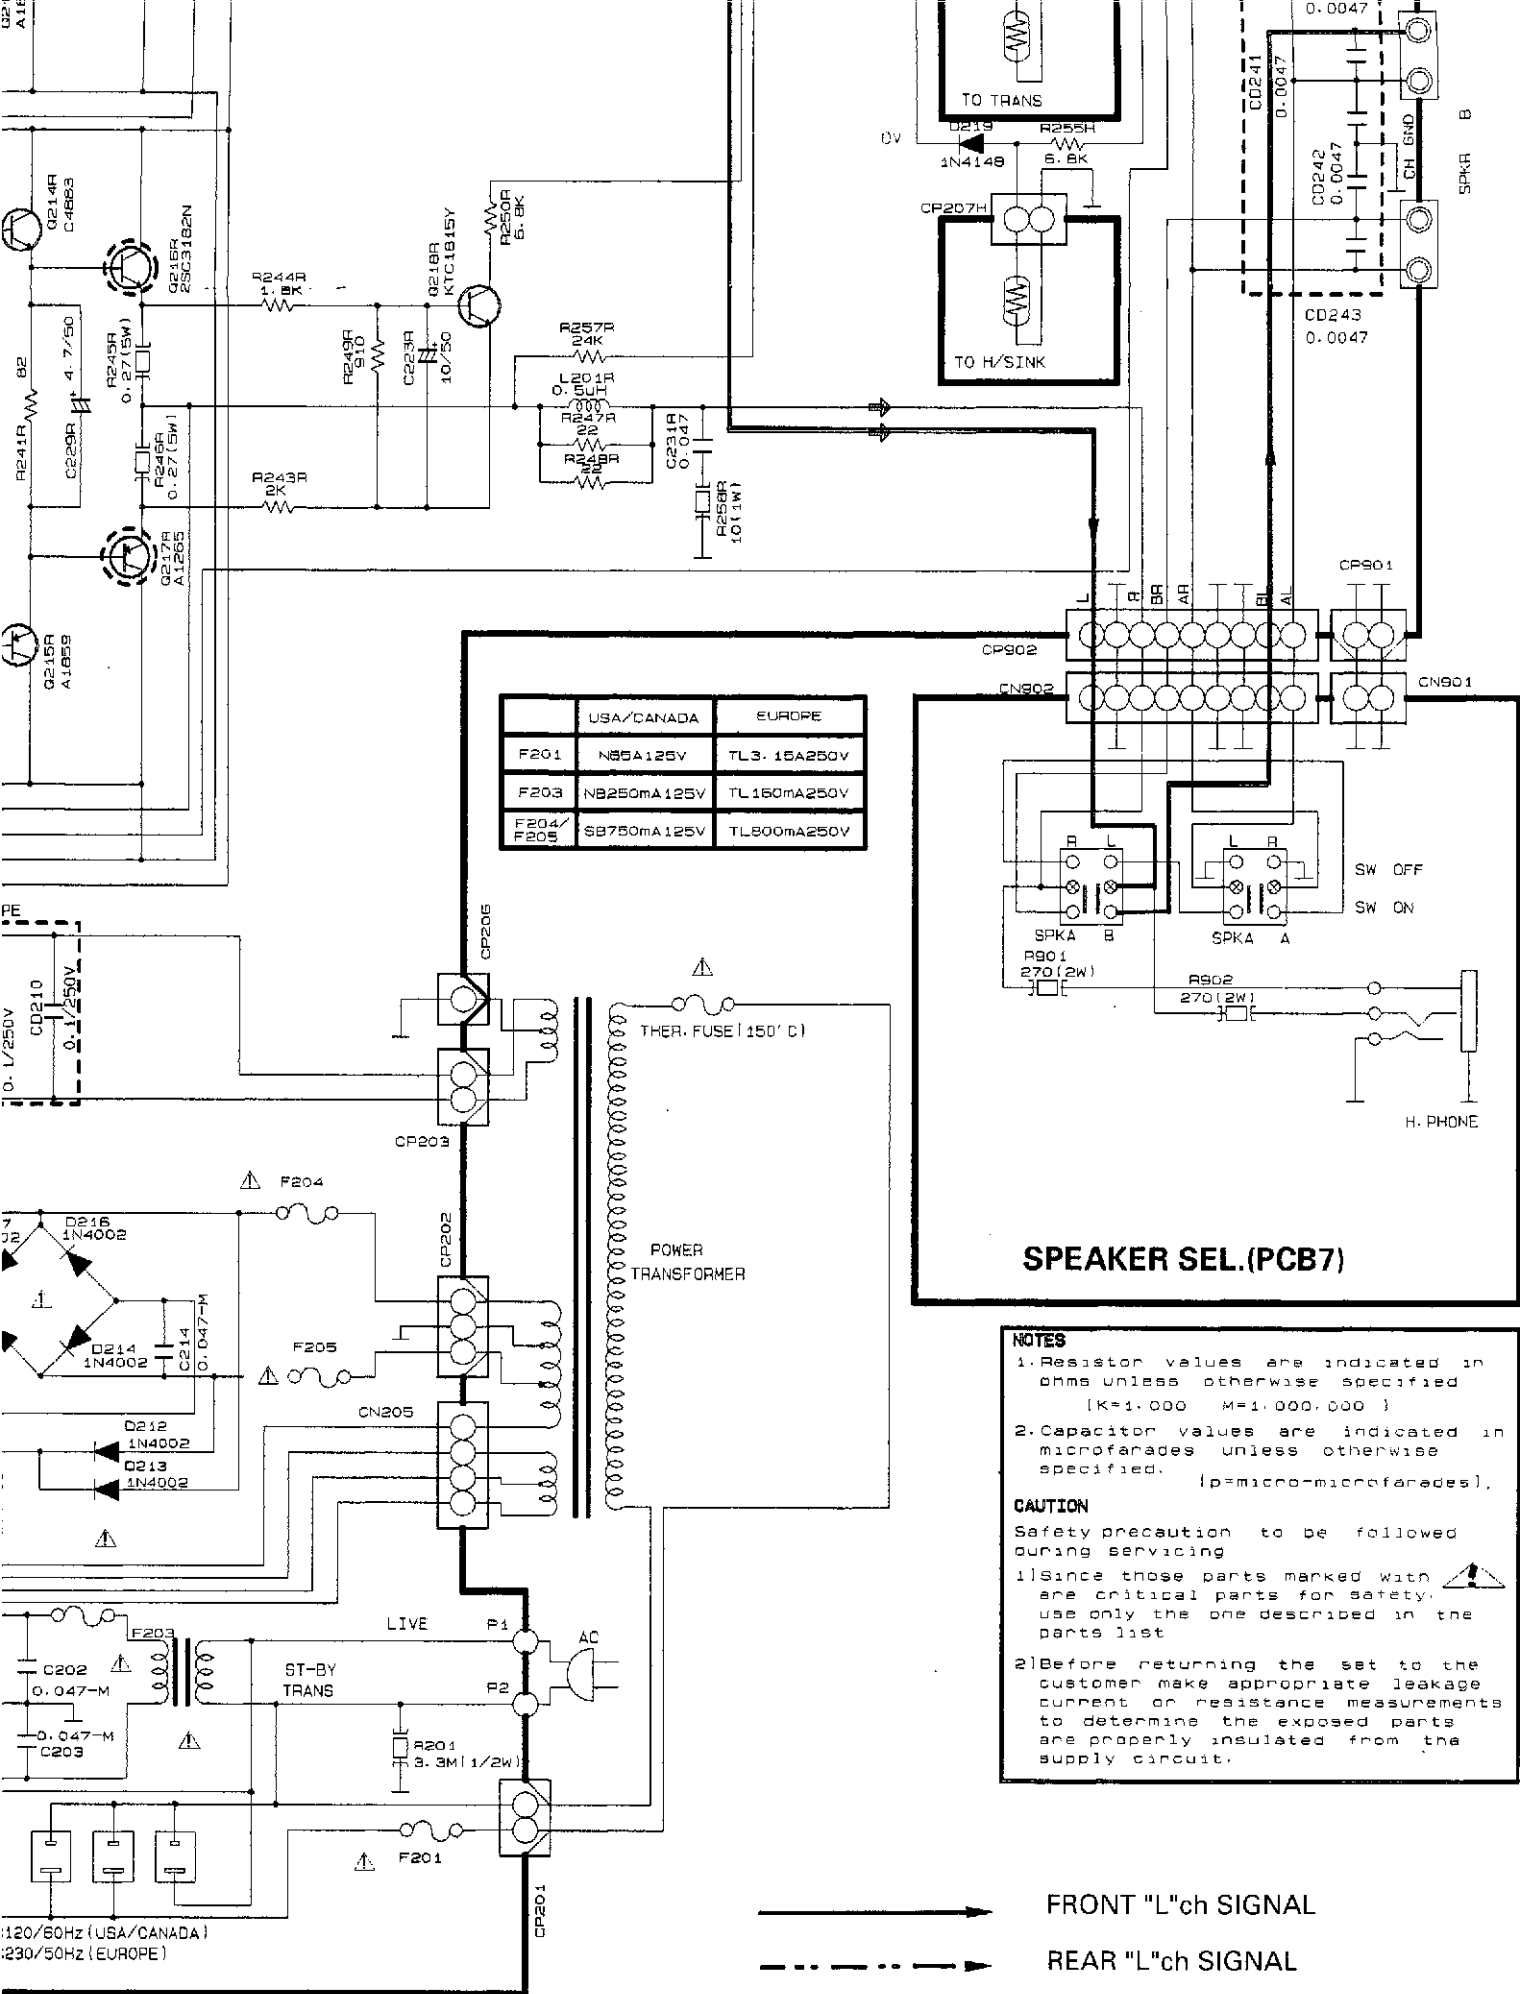 0.0047
CD241
0.0047
TO TRANS
B
SPKR
GND
CH
0V
D219
1N4148
R255H
6.8K
CD242
0.0047
Q214R
C4883
Q216R
2SC3182N
R250R
6.8K
CP207H
Q218R
KTC1815Y
R244R
1.8K
TO H/SINK
CD243
0.0047
82
R241R
4.7/50
C229R
R245R
0.27(5W)
R249R
910
C223R
10/50
R257R
24K
L201R
0.5UH
R247R
22
R248R
22
C231R
0.047
R246R
0.27(5W)
R243R
2K
R258R
10(1W)
Q217R
A1265
CP901
L
R
BR
AR
BL
AL
Q215R
A1859
CP902
CN902
CN901
USA/CANADA EUROPE
F201 NB5A125V TL3.15A250V
F203 NB250mA125V TL160mA250V
F204/F205 SB750mA125V TL800mA250V
R L
L R
SW OFF
SW ON
SPKA B
SPKA A
R901
270(2W)
R902
270(2W)
PE
CD210
0.1/250V
0.1/250V
CP206
THER.FUSE(150'C)
CP203
H.PHONE
F204
D216
1N4002
CP202
POWER
TRANSFORMER
SPEAKER SEL.(PCB7)
D214
1N4002
C214
0.047-M
F205
CN205
D212
1N4002
D213
1N4002
NOTES
1.Resistor values are indicated in
ohms unless otherwise specified
(K=1.000 M=1.000.000 )
2.Capacitor values are indicated in
microfarades unless otherwise
specified.
(p=micro-microfarades).
CAUTION
Safety precaution to be followed
during servicing
1)Since those parts marked with
are critical parts for safety.
use only the one described in the
parts list
2)Before returning the set to the
customer make appropriate leakage
current or resistance measurements
to determine the exposed parts
are properly insulated from the
supply circuit.
F203
LIVE
P1
AC
C202
0.047-M
ST-BY
TRANS
P2
0.047-M
C203
R201
3.3M(1/2W)
F201
CP201
120/60Hz(USA/CANADA)
230/50Hz(EUROPE)
FRONT "L"ch SIGNAL
REAR "L"ch SIGNAL